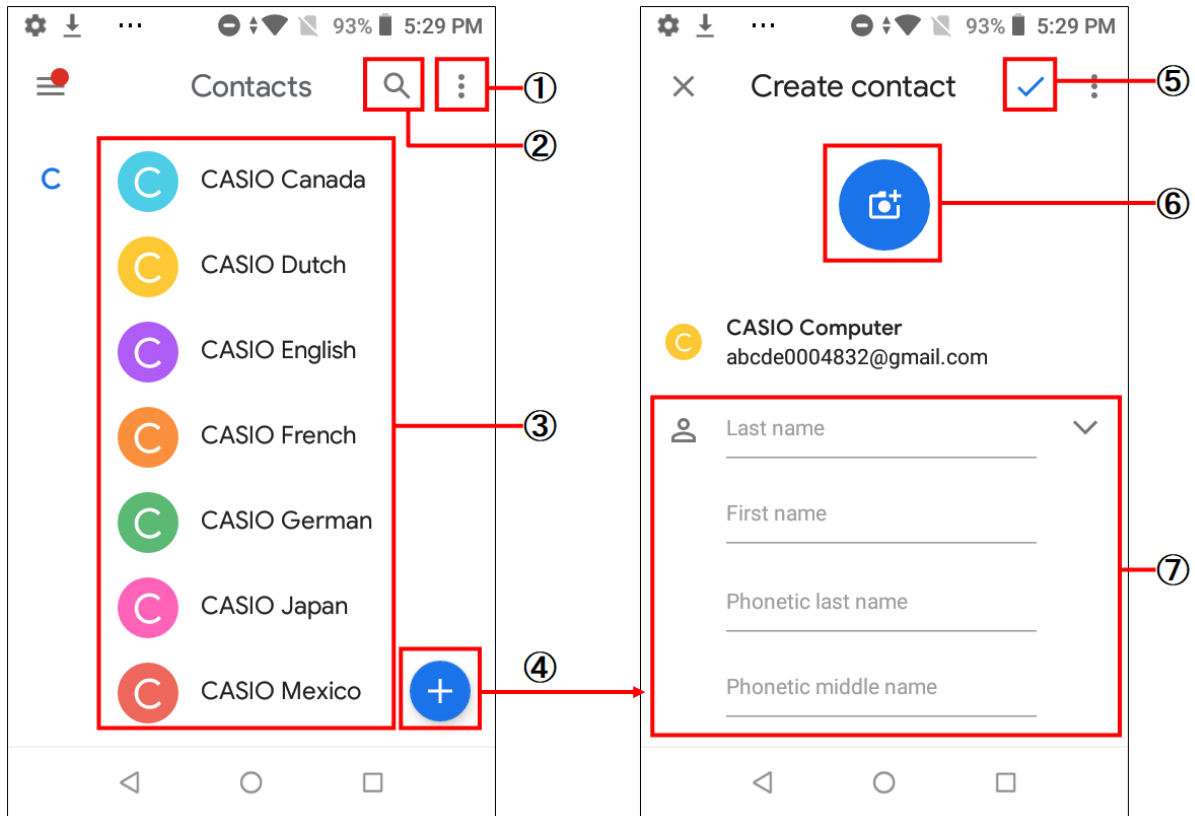 ... 93% 5:29 PM
Contacts
①
②
C
C CASIO Canada
C CASIO Dutch
C CASIO English
C CASIO French
③
C CASIO German
C CASIO Japan
C CASIO Mexico
④
... 93% 5:29 PM
Create contact
⑤
⑥
C CASIO Computer
abcde0004832@gmail.com
Last name
First name
⑦
Phonetic last name
Phonetic middle name